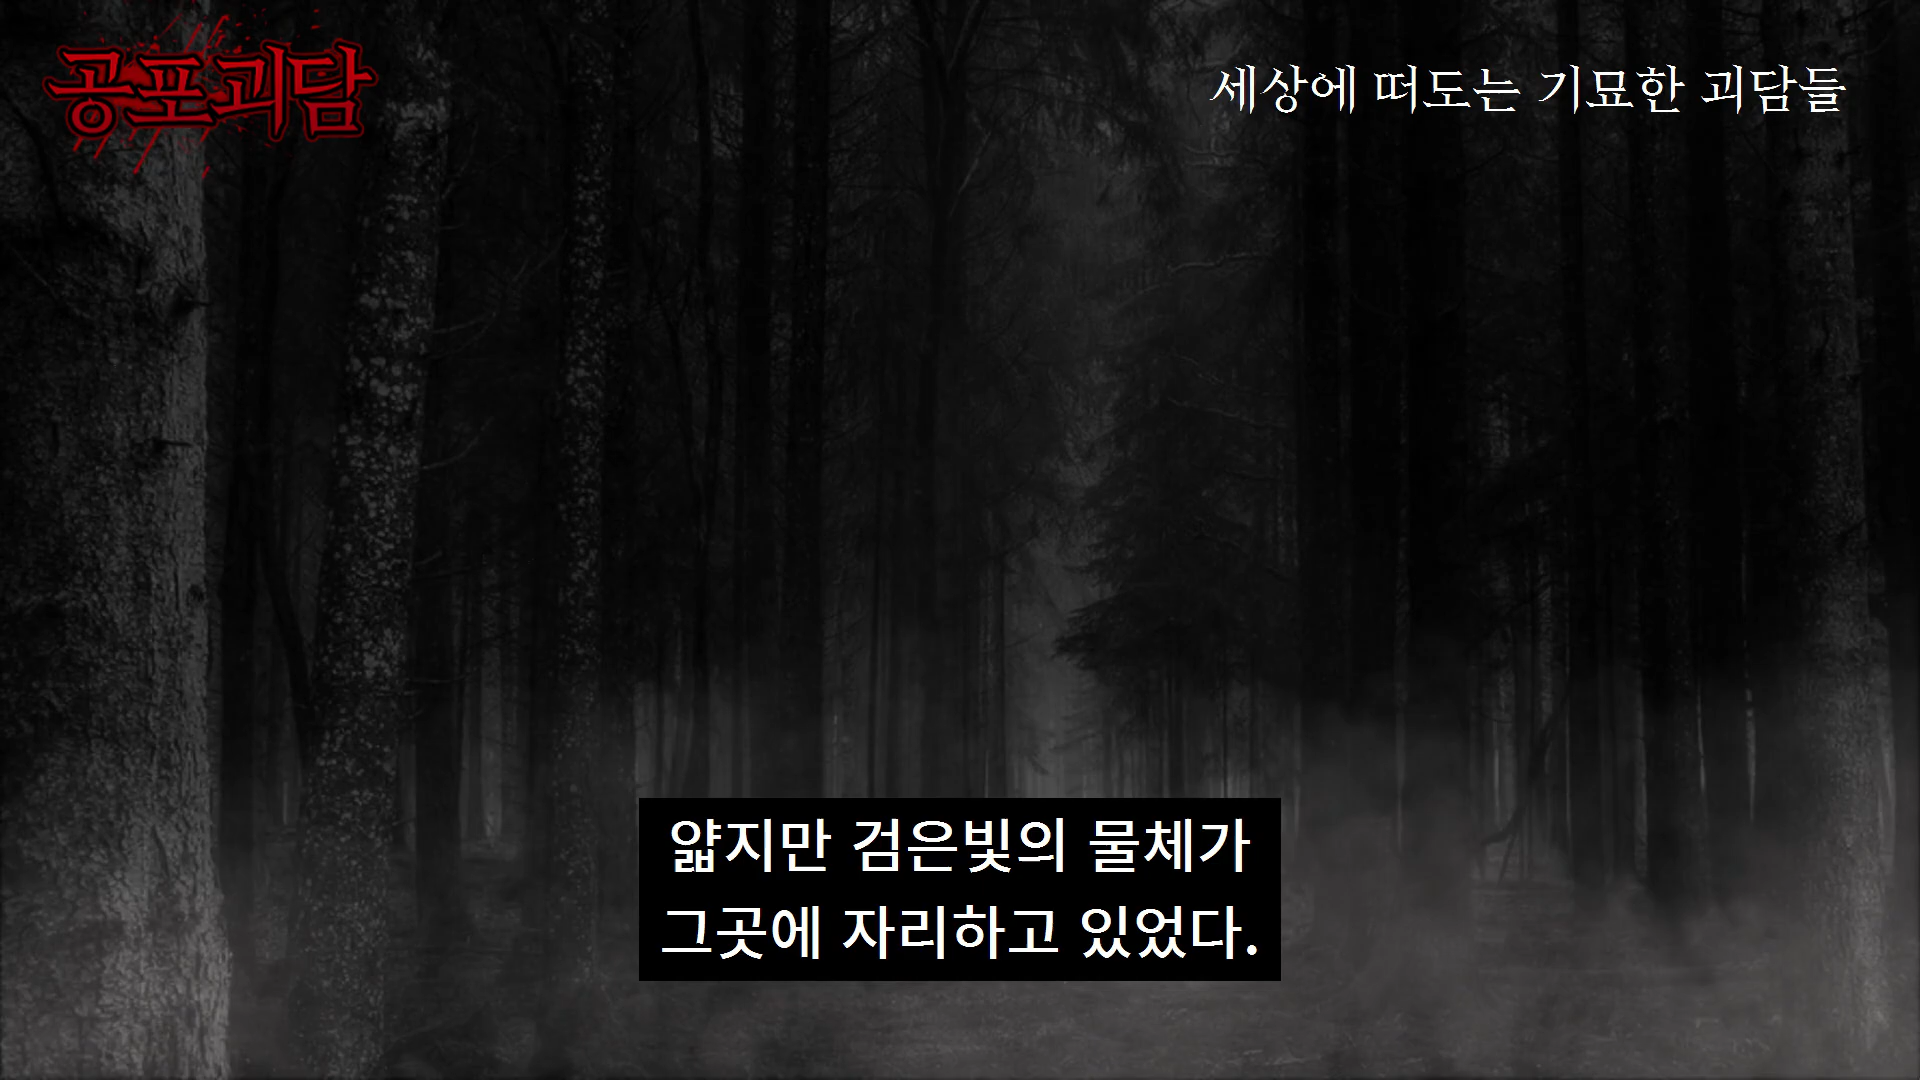 공포괴담
세상에 떠도는 기묘한 괴담들
얇지만 검은빛의 물체가
그곳에 자리하고 있었다.